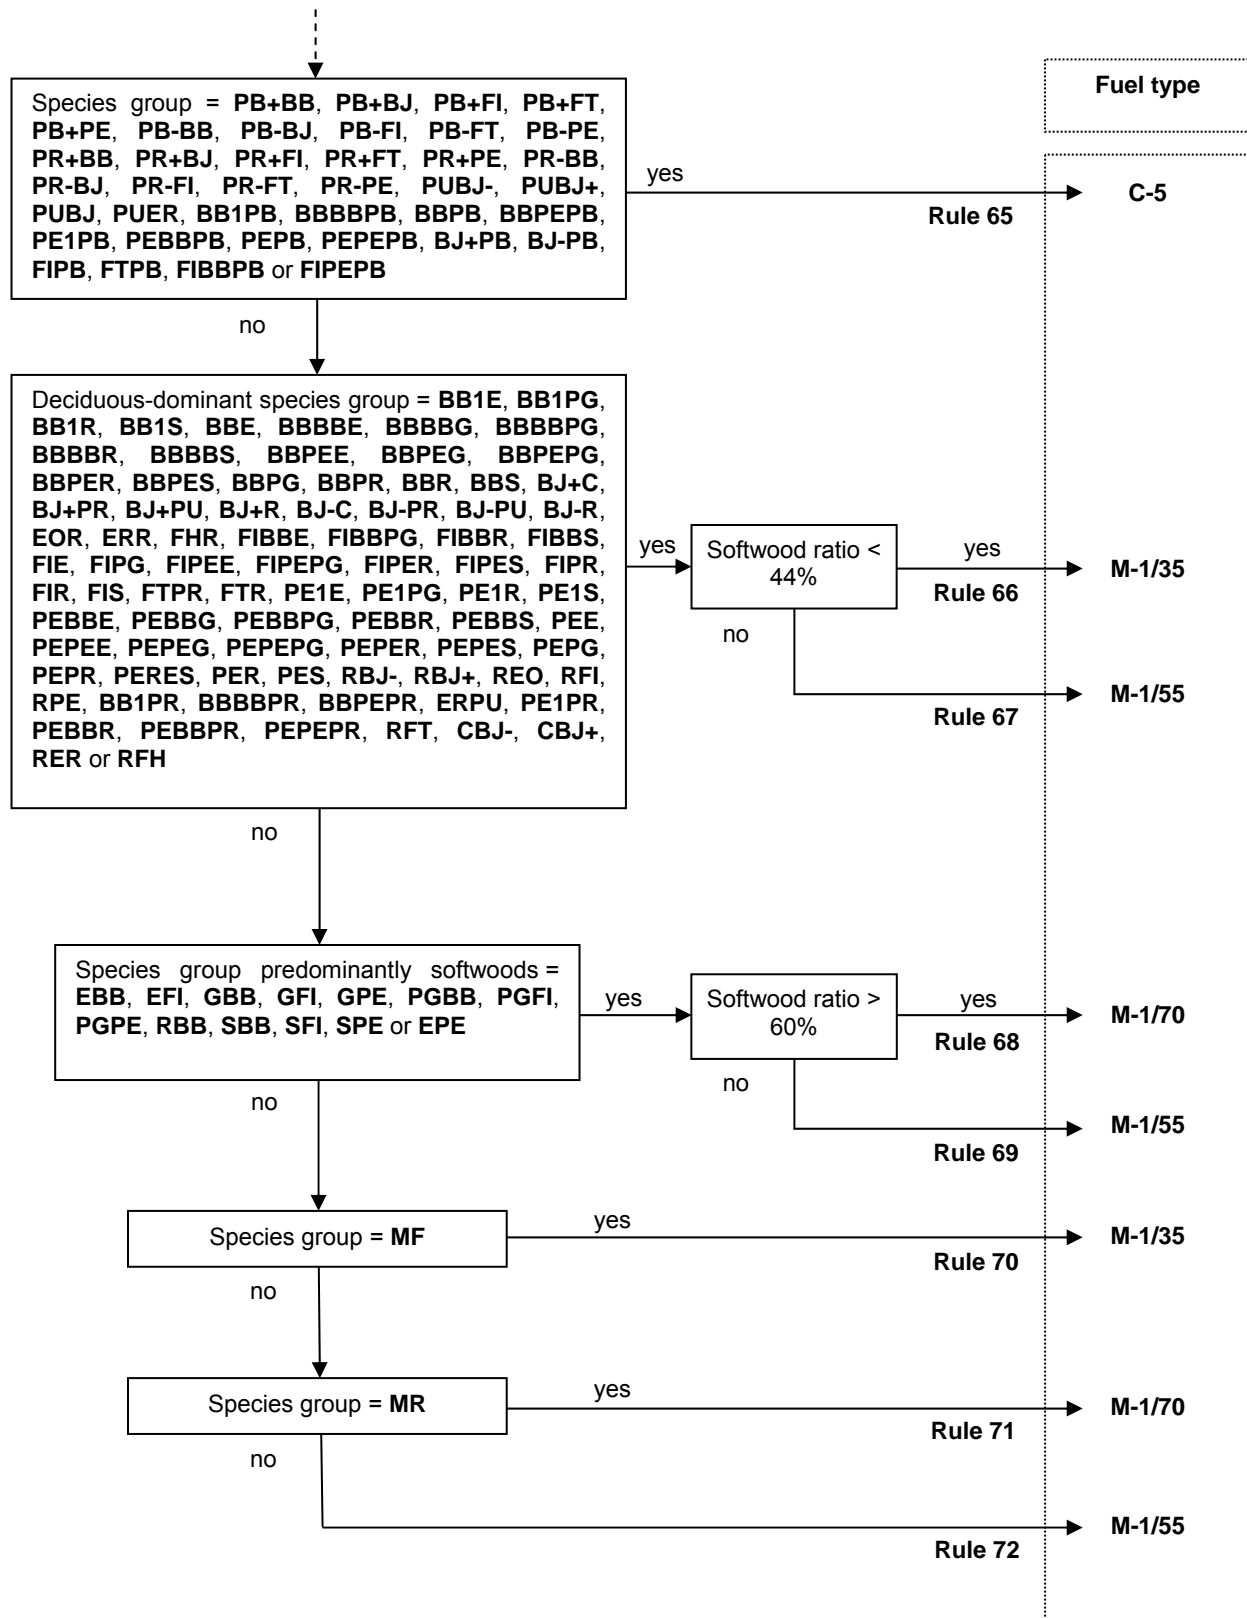 Fuel type
Species group = PB+BB, PB+BJ, PB+FI, PB+FT,
PB+PE, PB-BB, PB-BJ, PB-FI, PB-FT, PB-PE,
PR+BB, PR+BJ, PR+FI, PR+FT, PR+PE, PR-BB,
PR-BJ, PR-FI, PR-FT, PR-PE, PUBJ-, PUBJ+,
PUBJ, PUER, BB1PB, BBBBPB, BBPB, BBPEPB,
PE1PB, PEBBPB, PEPB, PEPEPB, BJ+PB, BJ-PB,
FIPB, FTPB, FIBBPB or FIPEPB
yes
Rule 65
C-5
no
Deciduous-dominant species group = BB1E, BB1PG,
BB1R, BB1S, BBE, BBBBE, BBBBG, BBBBPG,
BBBBR, BBBBS, BBPEE, BBPEG, BBPEPG,
BBPER, BBPES, BBPG, BBPR, BBR, BBS, BJ+C,
BJ+PR, BJ+PU, BJ+R, BJ-C, BJ-PR, BJ-PU, BJ-R,
EOR, ERR, FHR, FIBBE, FIBBPG, FIBBR, FIBBS,
FIE, FIPG, FIPEE, FIPEPG, FIPER, FIPES, FIPR,
FIR, FIS, FTPR, FTR, PE1E, PE1PG, PE1R, PE1S,
PEBBE, PEBBG, PEBBPG, PEBBR, PEBBS, PEE,
PEPEE, PEPEG, PEPEPG, PEPER, PEPES, PEPG,
PEPR, PERES, PER, PES, RBJ-, RBJ+, REO, RFI,
RPE, BB1PR, BBBBPR, BBPEPR, ERPU, PE1PR,
PEBBR, PEBBPR, PEPEPR, RFT, CBJ-, CBJ+,
RER or RFH
yes
Softwood ratio <
44%
yes
Rule 66
M-1/35
no
Rule 67
M-1/55
no
Species group predominantly softwoods =
EBB, EFI, GBB, GFI, GPE, PGBB, PGFI,
PGPE, RBB, SBB, SFI, SPE or EPE
yes
Softwood ratio >
60%
yes
Rule 68
M-1/70
no
Rule 69
M-1/55
no
Species group = MF
yes
Rule 70
M-1/35
no
Species group = MR
yes
Rule 71
M-1/70
no
Rule 72
M-1/55